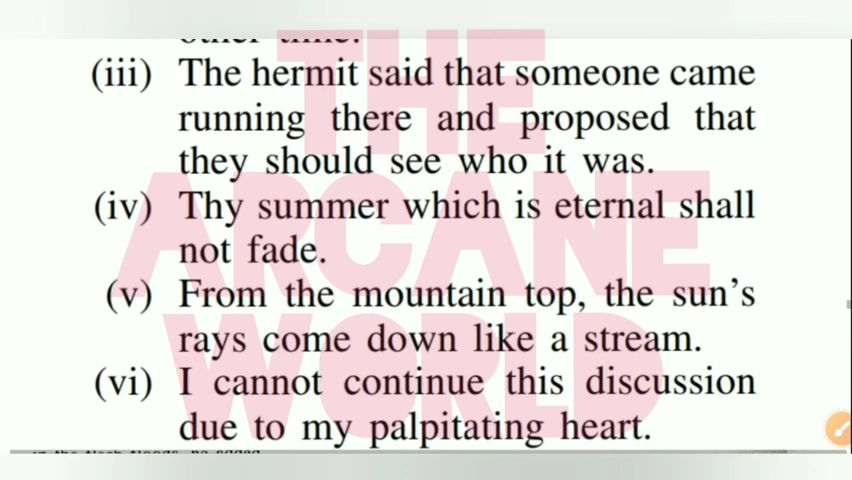 other time.
(iii) The hermit said that someone came
running there and proposed that
they should see who it was.
(iv) Thy summer which is eternal shall
not fade.
(v) From the mountain top, the sun's
rays come down like a stream.
(vi) I cannot continue this discussion
due to my palpitating heart.
THE
ARCANE
WORLD